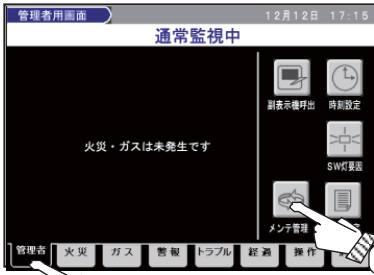 管理者用画面
12月12日 17:15
通常監視中
副表示機呼出
時刻設定
火災・ガスは未発生です
SW灯要因
メンテ管理
管理者
火災
ガス
警報
トラブル
経過
操作